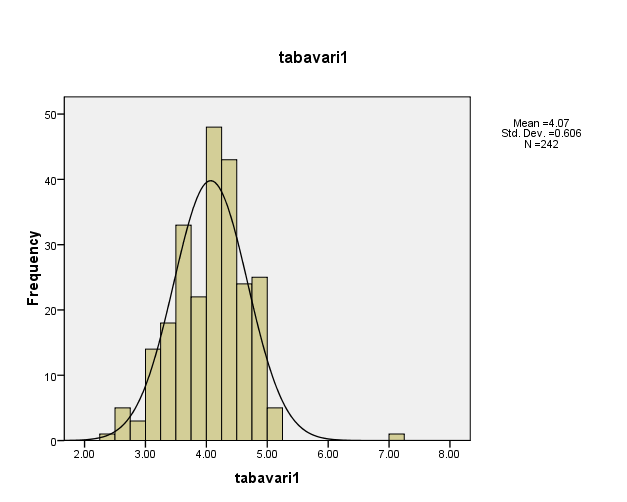 tabavari1
Mean =4.07
Std. Dev. =0.606
N =242
Frequency
50
40
30
20
10
0
2.00 3.00 4.00 5.00 6.00 7.00 8.00
tabavari1